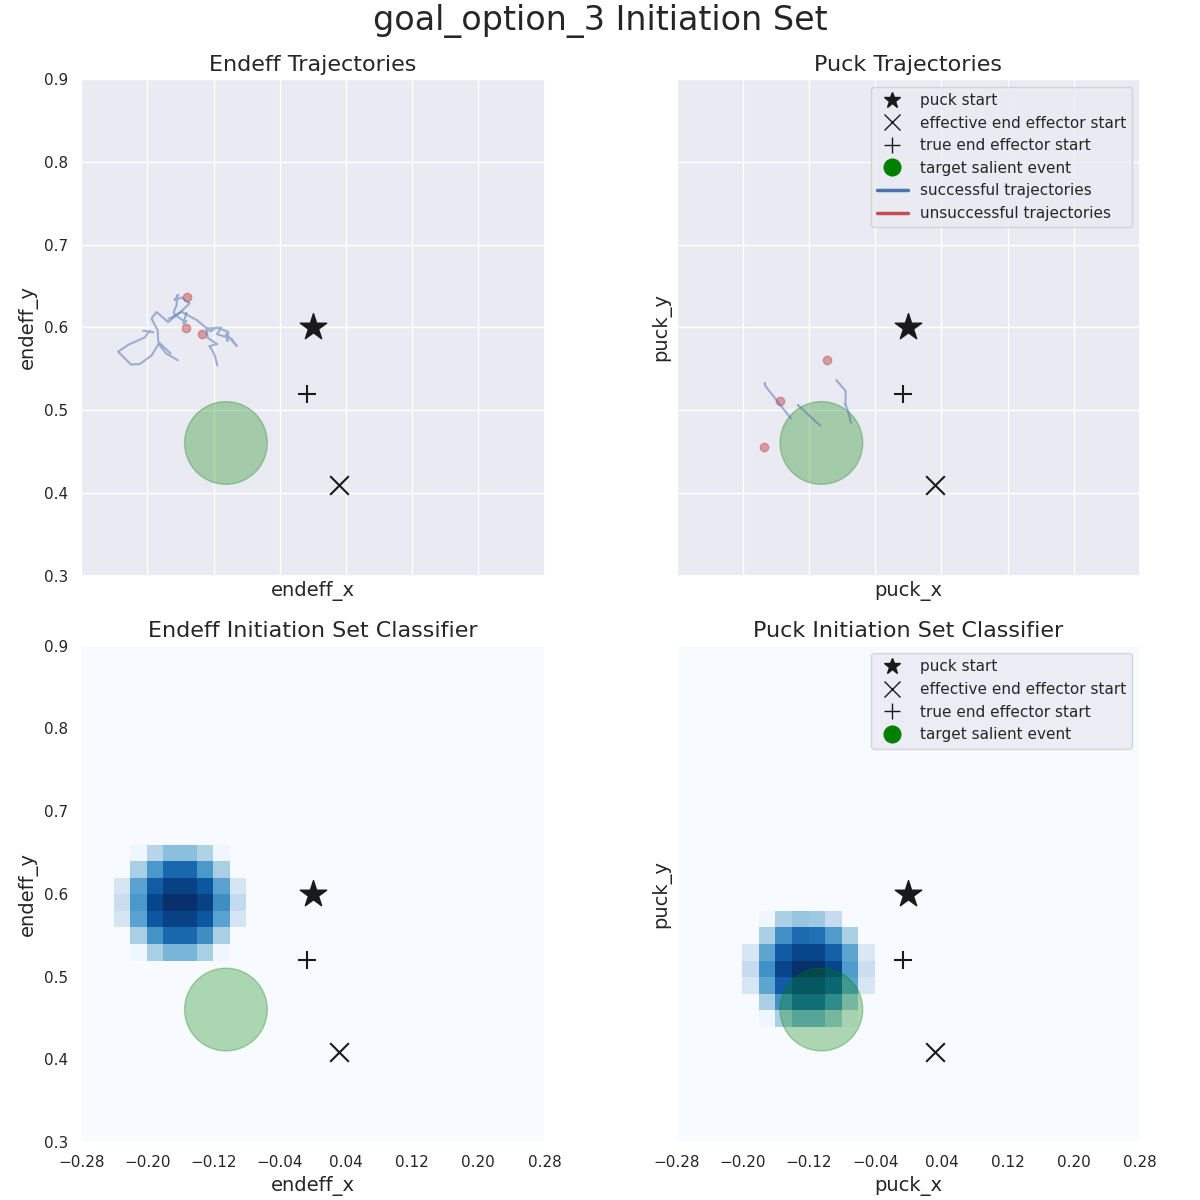 goal_option_3 Initiation Set
Endeff Trajectories
0.9
0.8
0.7
0.6
0.5
0.4
0.3
endeff_y
endeff_x
Puck Trajectories
puck start
effective end effector start
true end effector start
target salient event
successful trajectories
unsuccessful trajectories
puck_y
puck_x
Endeff Initiation Set Classifier
0.9
0.8
0.7
0.6
0.5
0.4
0.3
endeff_y
−0.28 −0.20 −0.12 −0.04 0.04 0.12 0.20 0.28
endeff_x
Puck Initiation Set Classifier
puck start
effective end effector start
true end effector start
target salient event
puck_y
−0.28 −0.20 −0.12 −0.04 0.04 0.12 0.20 0.28
puck_x